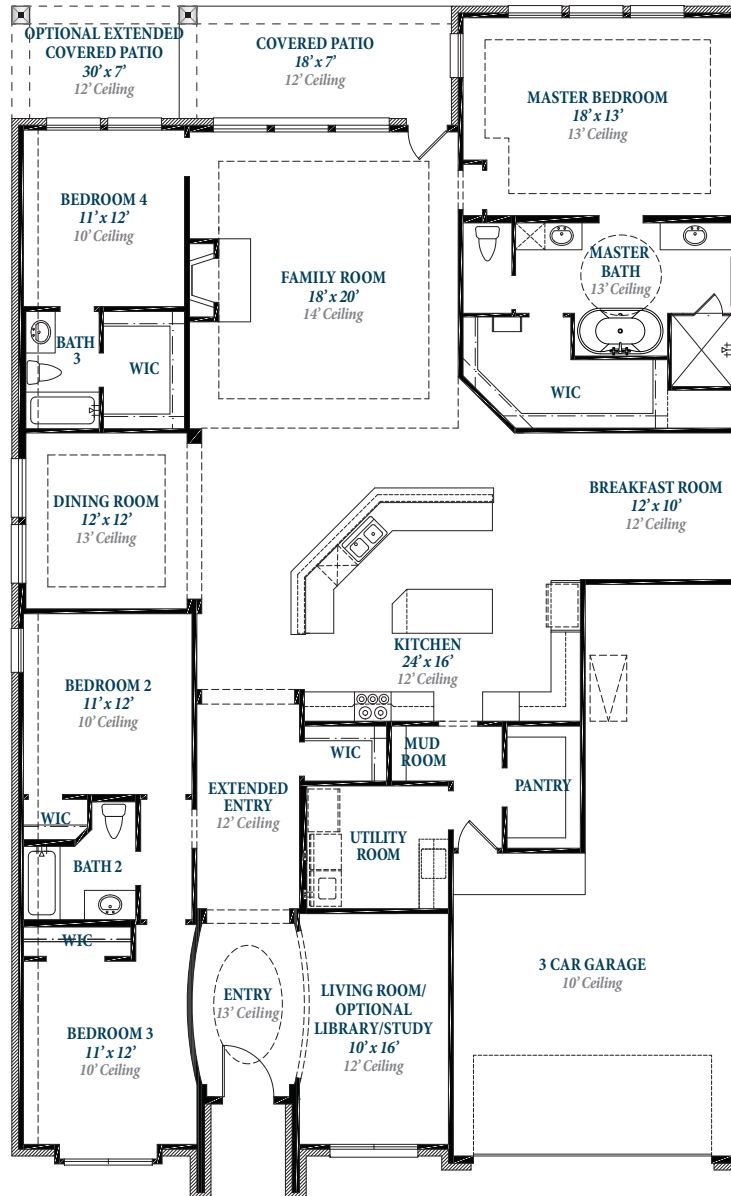 OPTIONAL EXTENDED
COVERED PATIO
30' x 7'
12' Ceiling
COVERED PATIO
18' x 7'
12' Ceiling
MASTER BEDROOM
18' x 13'
13' Ceiling
BEDROOM 4
11' x 12'
10' Ceiling
FAMILY ROOM
18' x 20'
14' Ceiling
MASTER
BATH
13' Ceiling
BATH
3
WIC
WIC
DINING ROOM
12' x 12'
13' Ceiling
BREAKFAST ROOM
12' x 10'
12' Ceiling
KITCHEN
24' x 16'
12' Ceiling
BEDROOM 2
11' x 12'
10' Ceiling
WIC
MUD
ROOM
PANTRY
EXTENDED
ENTRY
12' Ceiling
WIC
UTILITY
ROOM
BATH 2
WIC
3 CAR GARAGE
10' Ceiling
ENTRY
13' Ceiling
LIVING ROOM/
OPTIONAL
LIBRARY/STUDY
10' x 16'
12' Ceiling
BEDROOM 3
11' x 12'
10' Ceiling